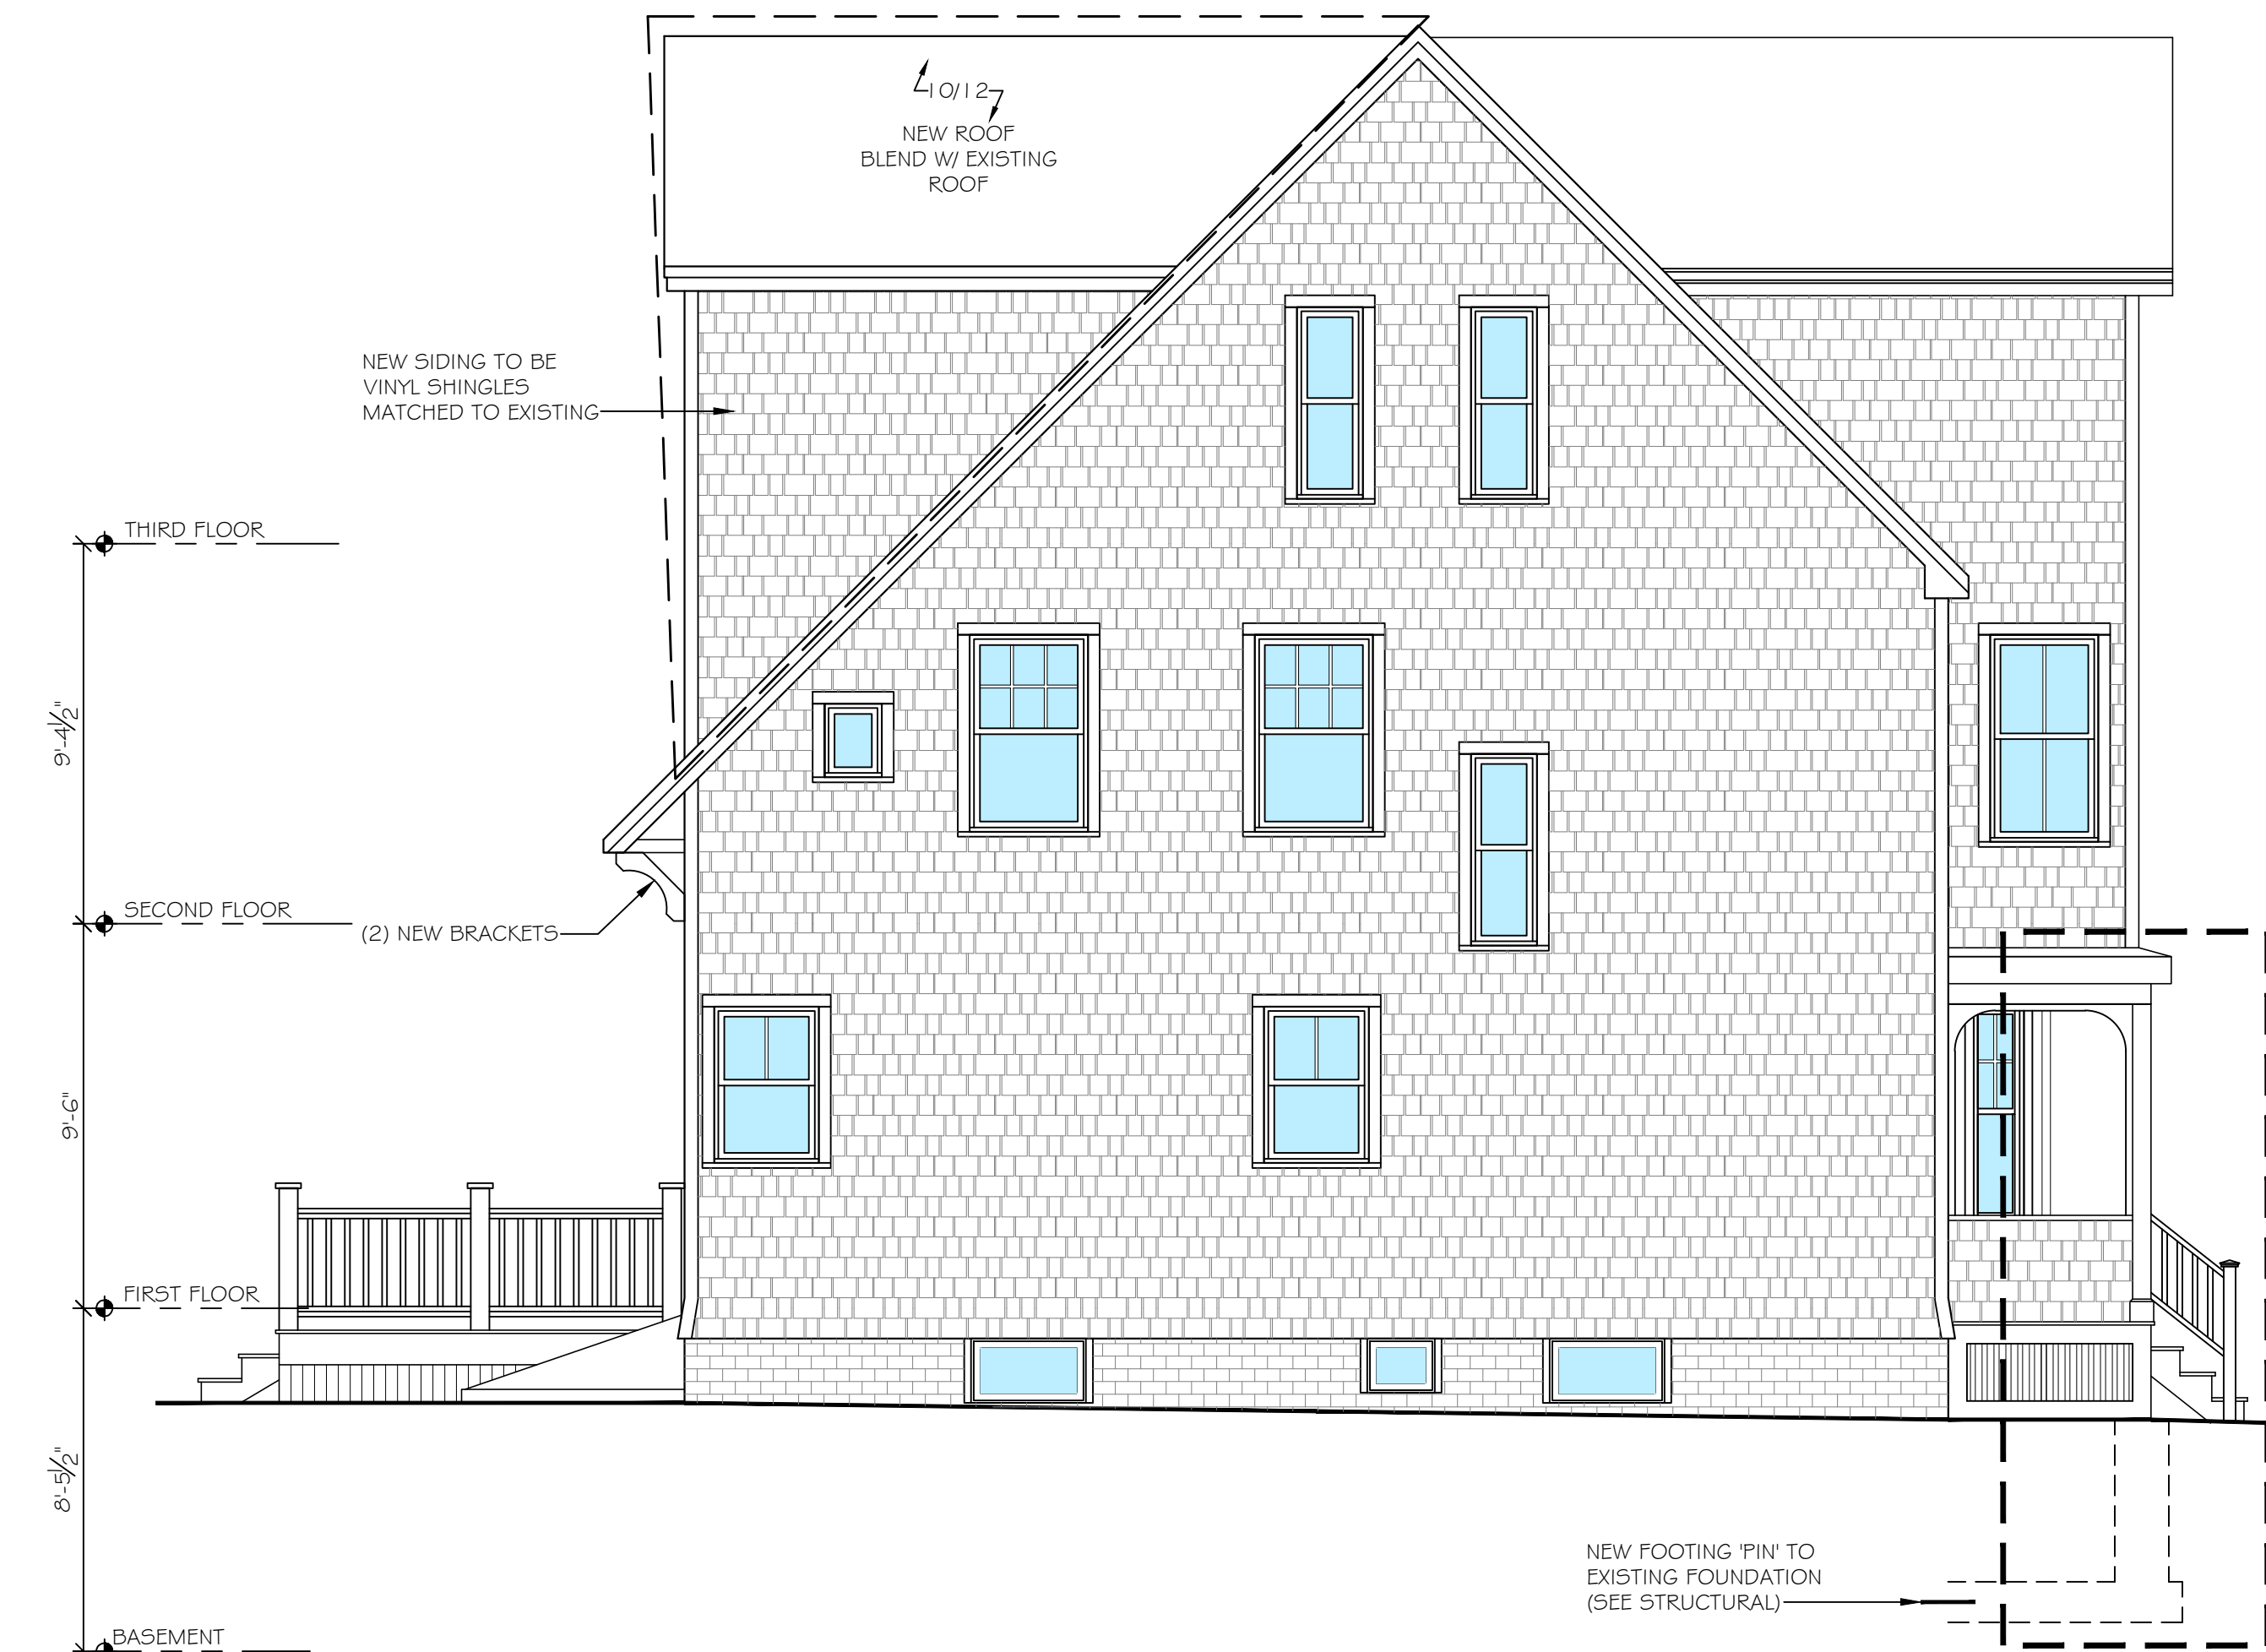 10/12
NEW ROOF
BLEND W/ EXISTING
ROOF
NEW SIDING TO BE
VINYL SHINGLES
MATCHED TO EXISTING
THIRD FLOOR
9'-4½"
SECOND FLOOR
(2) NEW BRACKETS
9'-6"
FIRST FLOOR
8'-5½"
NEW FOOTING 'PIN' TO
EXISTING FOUNDATION
(SEE STRUCTURAL)
BASEMENT